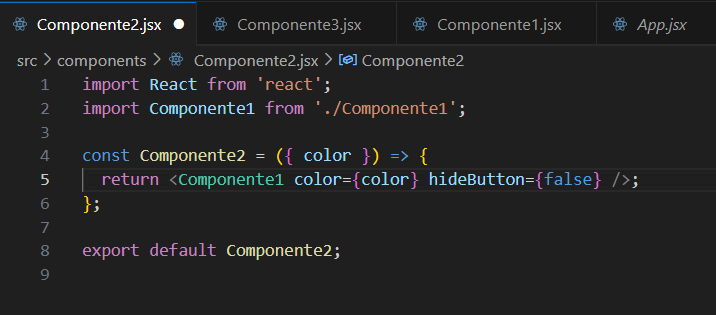 Componente2.jsx Componente3.jsx Componente1.jsx App.jsx
src > components > Componente2.jsx > Componente2
1 import React from 'react';
2 import Componente1 from './Componente1';
3
4 const Componente2 = ({ color }) => {
5   return <Componente1 color={color} hideButton={false} />;
6 };
7
8 export default Componente2;
9